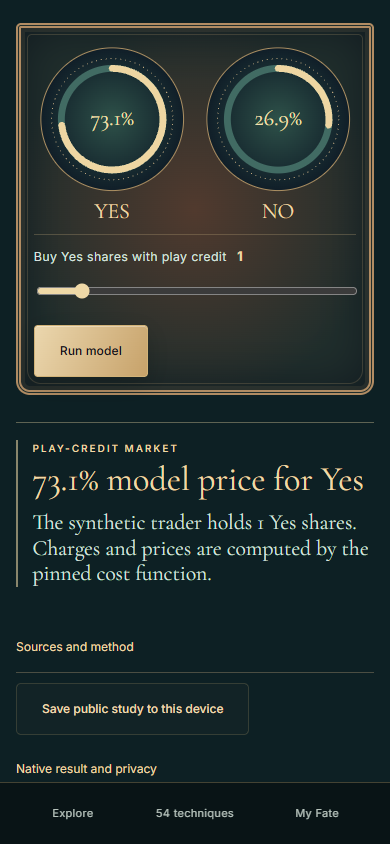 73.1%
26.9%
YES
NO
Buy Yes shares with play credit 1
Run model
PLAY-CREDIT MARKET
73.1% model price for Yes
The synthetic trader holds 1 Yes shares.
Charges and prices are computed by the
pinned cost function.
Sources and method
Save public study to this device
Native result and privacy
Explore
54 techniques
My Fate